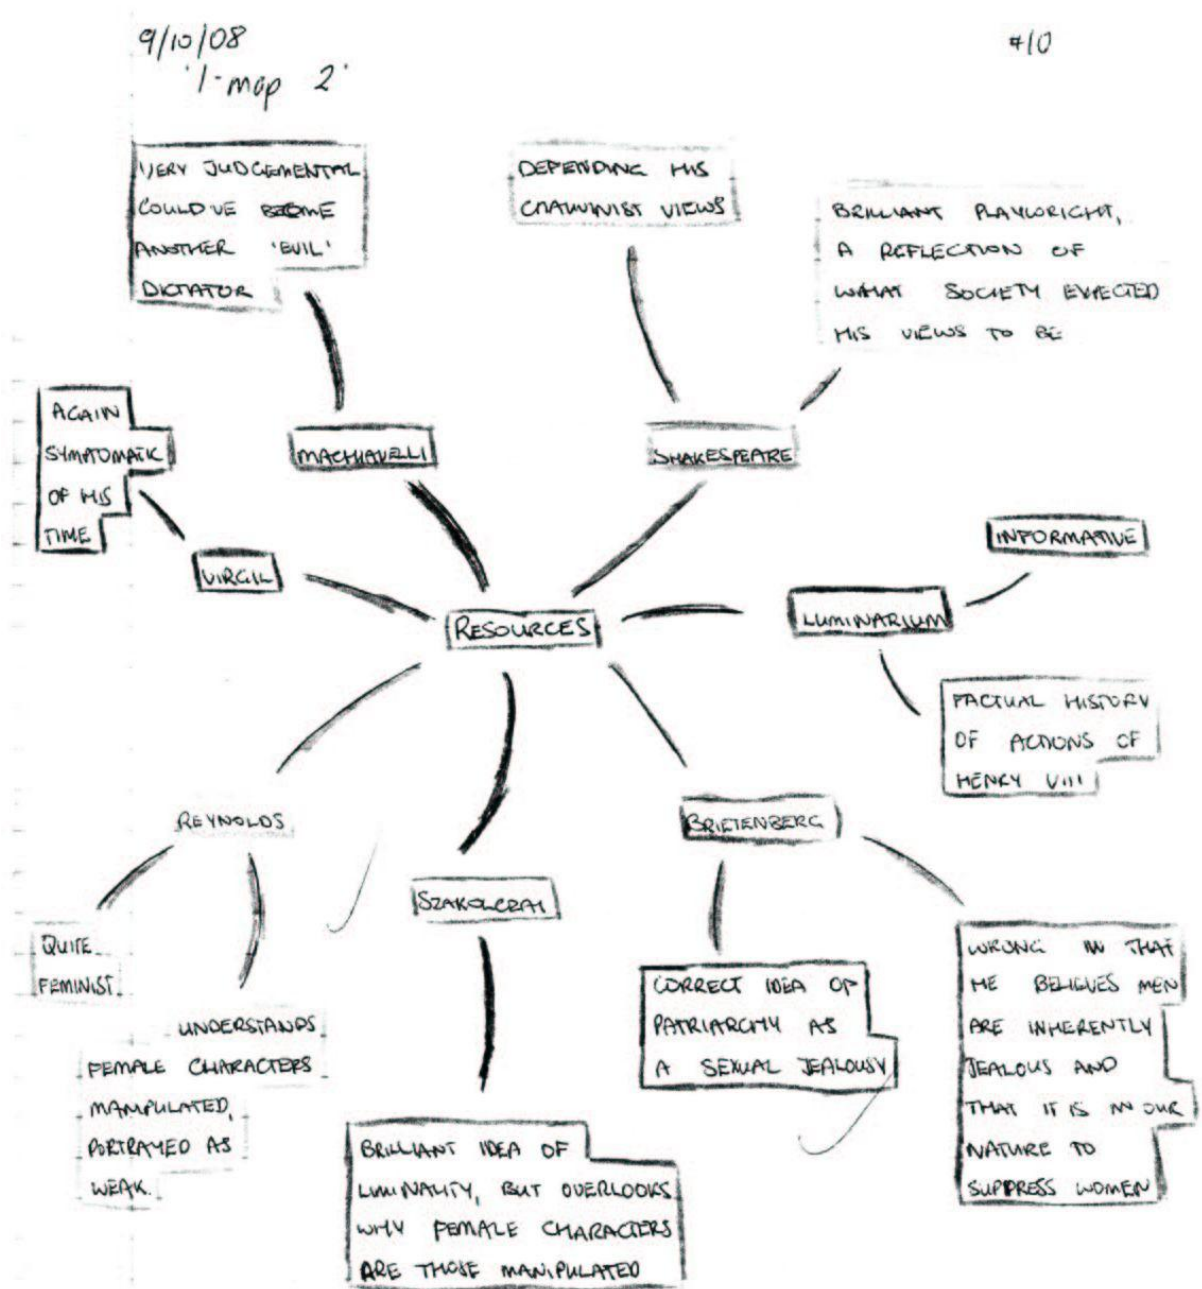 9/10/08
#10
'1-map 2'
VERY JUDGEMENTAL
COULD'VE BECOME
ANOTHER 'EVIL'
DICTATOR
DEPENDING HIS
VIEWS
BRILLIANT PLAYWRIGHT,
A REFLECTION OF
WHAT SOCIETY EXPECTED
HIS VIEWS TO BE
AGAIN
SYMPTOMATIC
OF HIS
TIME
MACHIAVELLI
SHAKESPEARE
VIRGIL
INFORMATIVE
LUMINARIUM
RESOURCES
FACTUAL HISTORY
OF ACTIONS OF
HENRY VIII
REYNOLDS
BRIETENBERG
SZAKOLCZAI
QUITE
FEMINIST
UNDERSTANDS
FEMALE CHARACTERS
MANIPULATED,
PORTRAYED AS
WEAK.
CORRECT IDEA OF
PATRIARCHY AS
A SEXUAL JEALOUSY
WRONG IN THAT
HE BELIEVES MEN
ARE INHERENTLY
JEALOUS AND
THAT IT IS IN OUR
NATURE TO
SUPPRESS WOMEN
BRILLIANT IDEA OF
LIMINALITY, BUT OVERLOOKS
WHY FEMALE CHARACTERS
ARE THOSE MANIPULATED